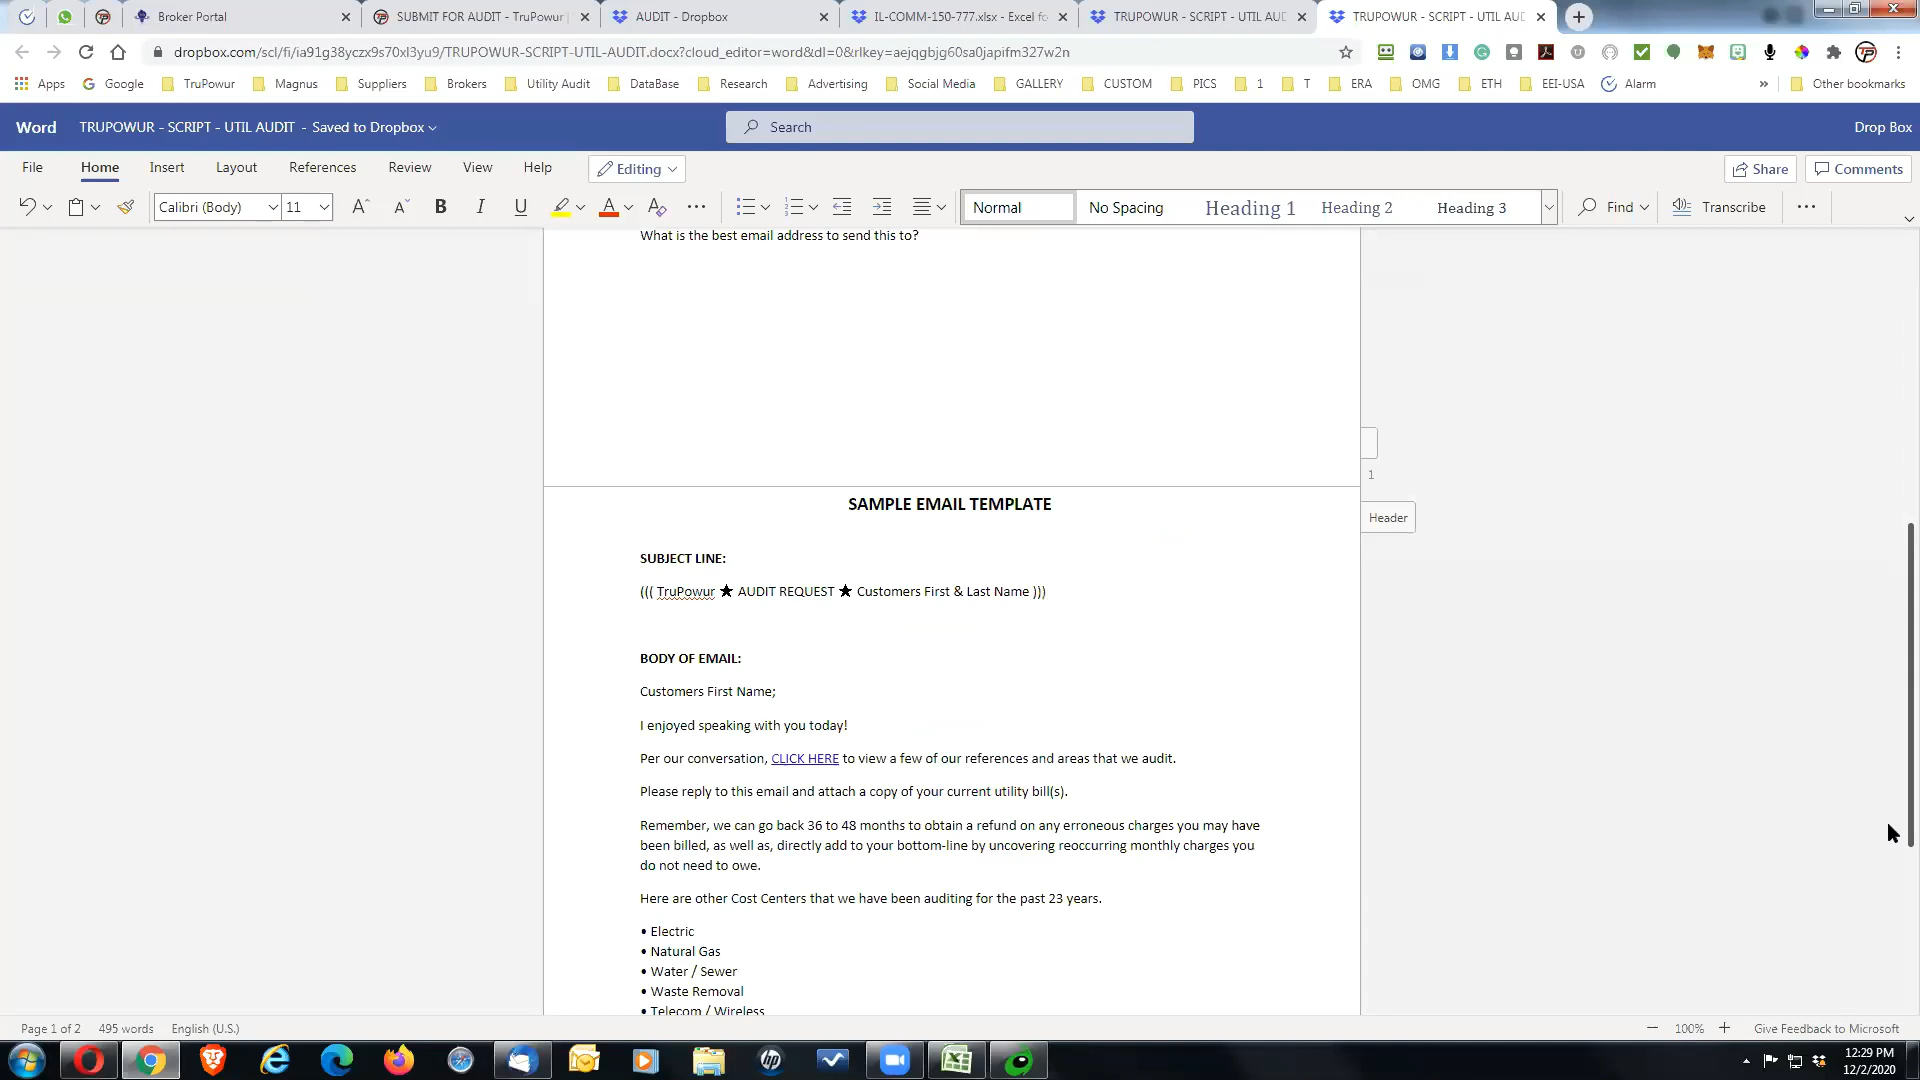 Broker Portal
SUBMIT FOR AUDIT - TruPowur
AUDIT - Dropbox
IL-COMM-150-777.xlsx - Excel fo
TRUPOWUR - SCRIPT - UTIL AUD
TRUPOWUR - SCRIPT - UTIL AUD
dropbox.com/scl/fi/ia91g38yczx9s70xl3yu9/TRUPOWUR-SCRIPT-UTIL-AUDIT.docx?cloud_editor=word&dl=0&rlkey=aejqgbjg60sa0japifm327w2n
Apps Google TruPowur Magnus Suppliers Brokers Utility Audit DataBase Research Advertising Social Media GALLERY CUSTOM PICS 1 T ERA OMG ETH EEI-USA Alarm » Other bookmarks
Word TRUPOWUR - SCRIPT - UTIL AUDIT - Saved to Dropbox Search Drop Box
File Home Insert Layout References Review View Help Editing Share Comments
Calibri (Body) 11 A A B I U A A ··· Normal No Spacing Heading 1 Heading 2 Heading 3 Find Transcribe ···
What is the best email address to send this to?
1
SAMPLE EMAIL TEMPLATE
Header
SUBJECT LINE:
((( TruPowur ★ AUDIT REQUEST ★ Customers First & Last Name )))
BODY OF EMAIL:
Customers First Name;
I enjoyed speaking with you today!
Per our conversation, CLICK HERE to view a few of our references and areas that we audit.
Please reply to this email and attach a copy of your current utility bill(s).
Remember, we can go back 36 to 48 months to obtain a refund on any erroneous charges you may have
been billed, as well as, directly add to your bottom-line by uncovering reoccurring monthly charges you
do not need to owe.
Here are other Cost Centers that we have been auditing for the past 23 years.
• Electric
• Natural Gas
• Water / Sewer
• Waste Removal
• Telecom / Wireless
Page 1 of 2 495 words English (U.S.) 100% Give Feedback to Microsoft
12:29 PM
12/2/2020